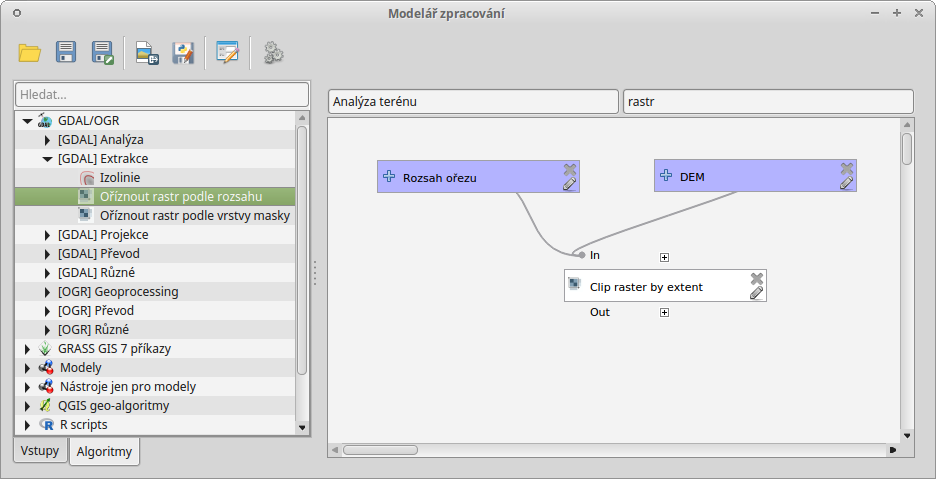 Modelář zpracování
Hledat...
GDAL/OGR
[GDAL] Analýza
[GDAL] Extrakce
Izolinie
Oříznout rastr podle rozsahu
Oříznout rastr podle vrstvy masky
[GDAL] Projekce
[GDAL] Převod
[GDAL] Různé
[OGR] Geoprocessing
[OGR] Převod
[OGR] Různé
GRASS GIS 7 příkazy
Modely
Nástroje jen pro modely
QGIS geo-algoritmy
R scripts
Vstupy
Algoritmy
Analýza terénu
rastr
Rozsah ořezu
DEM
In
Clip raster by extent
Out